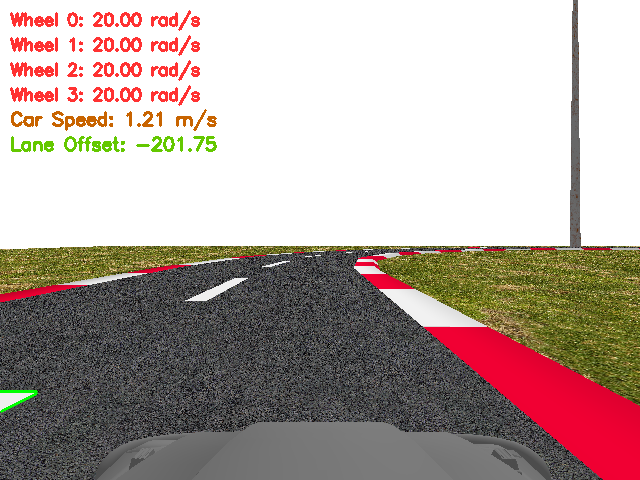 Wheel 0: 20.00 rad/s
Wheel 1: 20.00 rad/s
Wheel 2: 20.00 rad/s
Wheel 3: 20.00 rad/s
Car Speed: 1.21 m/s
Lane Offset: -201.75